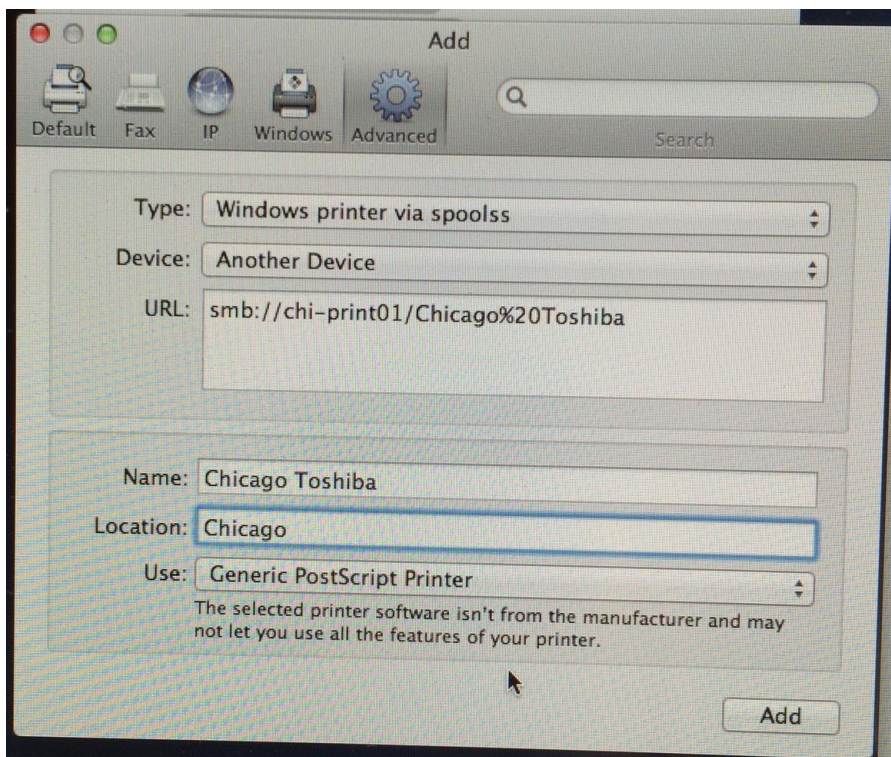 Add
Default Fax IP Windows Advanced Search
Type: Windows printer via spoolss
Device: Another Device
URL: smb://chi-print01/Chicago%20Toshiba
Name: Chicago Toshiba
Location: Chicago
Use: Generic PostScript Printer
The selected printer software isn't from the manufacturer and may
not let you use all the features of your printer.
Add